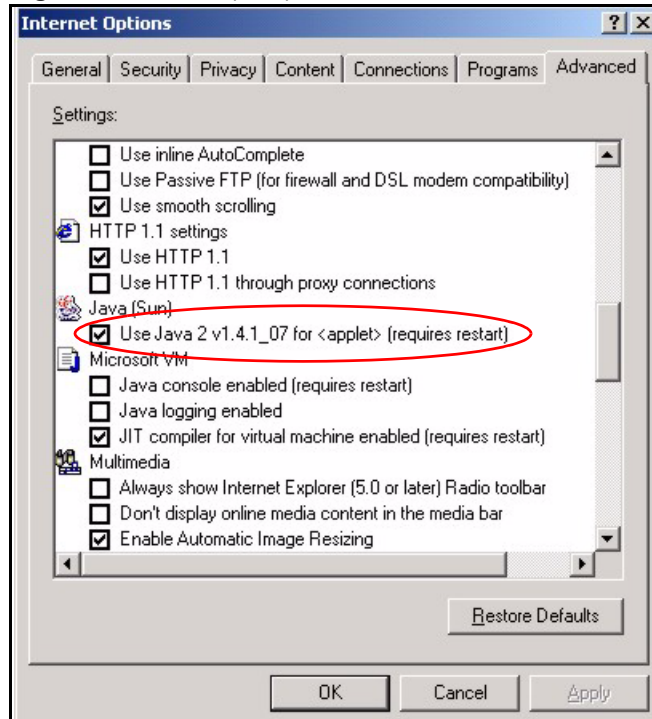 Internet Options
General Security Privacy Content Connections Programs Advanced
Settings:
Use inline AutoComplete
Use Passive FTP (for firewall and DSL modem compatibility)
Use smooth scrolling
HTTP 1.1 settings
Use HTTP 1.1
Use HTTP 1.1 through proxy connections
Java (Sun)
Use Java 2 v1.4.1_07 for <applet> (requires restart)
Microsoft VM
Java console enabled (requires restart)
Java logging enabled
JIT compiler for virtual machine enabled (requires restart)
Multimedia
Always show Internet Explorer (5.0 or later) Radio toolbar
Don't display online media content in the media bar
Enable Automatic Image Resizing
Restore Defaults
OK Cancel Apply